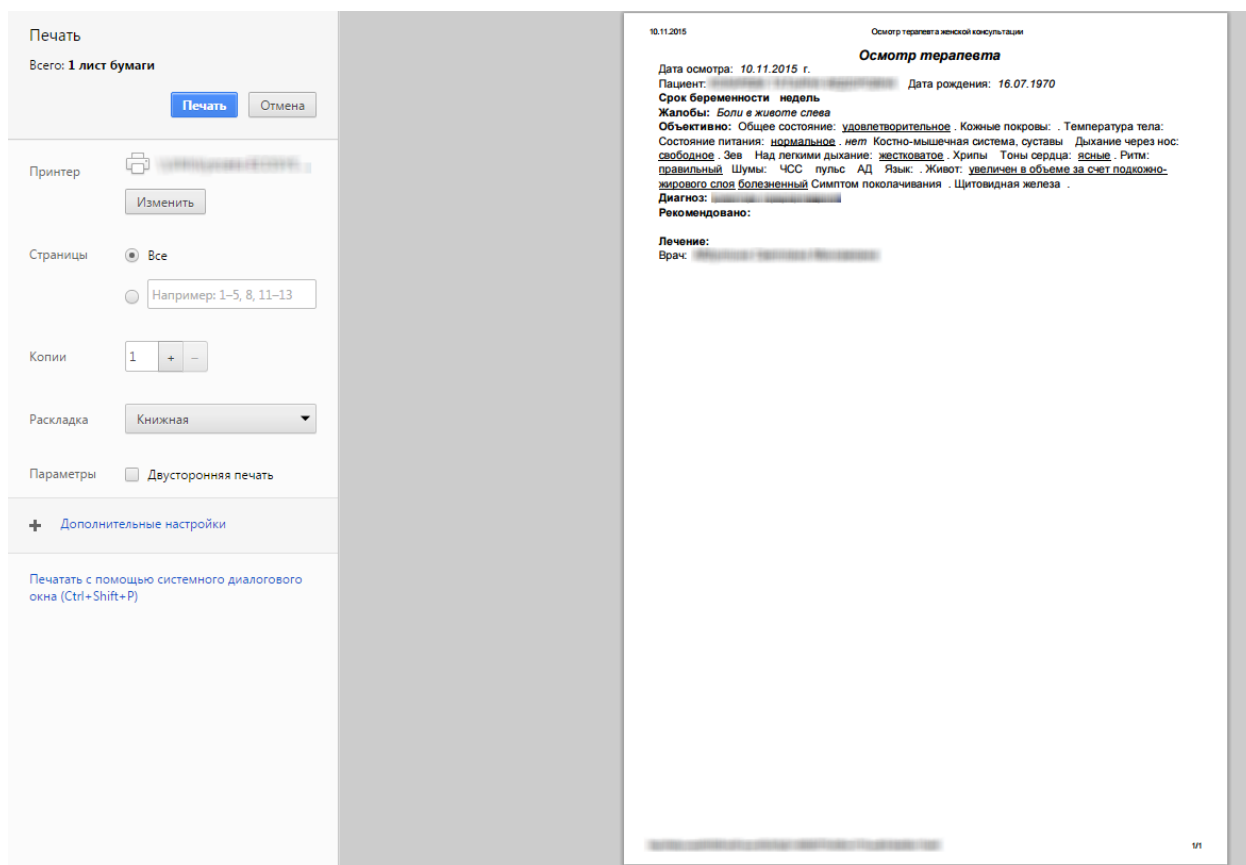 Печать
Всего: 1 лист бумаги
Печать Отмена
Принтер
Изменить
Страницы Все
Например: 1–5, 8, 11–13
Копии 1 + –
Раскладка Книжная
Параметры Двусторонняя печать
+ Дополнительные настройки
Печатать с помощью системного диалогового
окна (Ctrl+Shift+P)
10.11.2015 Осмотр терапевта женской консультации
Осмотр терапевта
Дата осмотра: 10.11.2015 г.
Пациент: Дата рождения: 16.07.1970
Срок беременности недель
Жалобы: Боли в животе слева
Объективно: Общее состояние: удовлетворительное . Кожные покровы: . Температура тела:
Состояние питания: нормальное . нет Костно-мышечная система, суставы Дыхание через нос:
свободное . Зев Над легкими дыхание: жестковатое . Хрипы Тоны сердца: ясные . Ритм:
правильный Шумы: ЧСС пульс АД Язык: . Живот: увеличен в объеме за счет подкожно-
жирового слоя болезненный Симптом поколачивания . Щитовидная железа .
Диагноз:
Рекомендовано:
Лечение:
Врач:
1/1